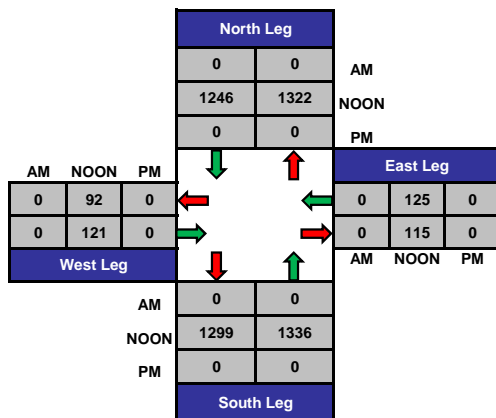 North Leg
0 0 AM
1246 1322 NOON
0 0 PM
AM NOON PM East Leg
0 92 0 0 125 0
0 121 0 0 115 0
West Leg AM NOON PM
AM 0 0
NOON 1299 1336
PM 0 0
South Leg